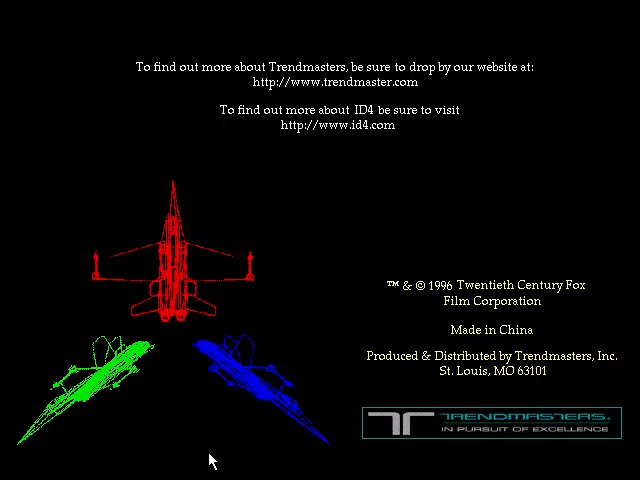 To find out more about Trendmasters, be sure to drop by our website at:
http://www.trendmaster.com
To find out more about ID4 be sure to visit
http://www.id4.com
™ & © 1996 Twentieth Century Fox
Film Corporation
Made in China
Produced & Distributed by Trendmasters, Inc.
St. Louis, MO 63101
TRENDMASTERS
IN PURSUIT OF EXCELLENCE